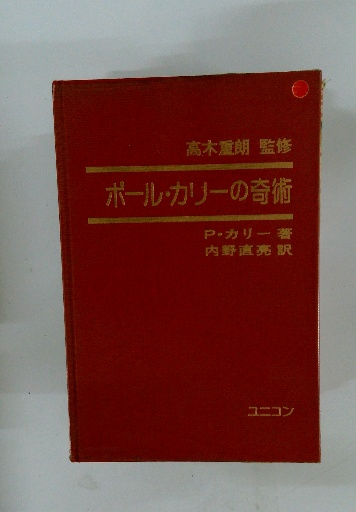 高木重朗 監修
ポール・カリーの奇術
P・カリー 著
内野直亮 訳
ユニコン